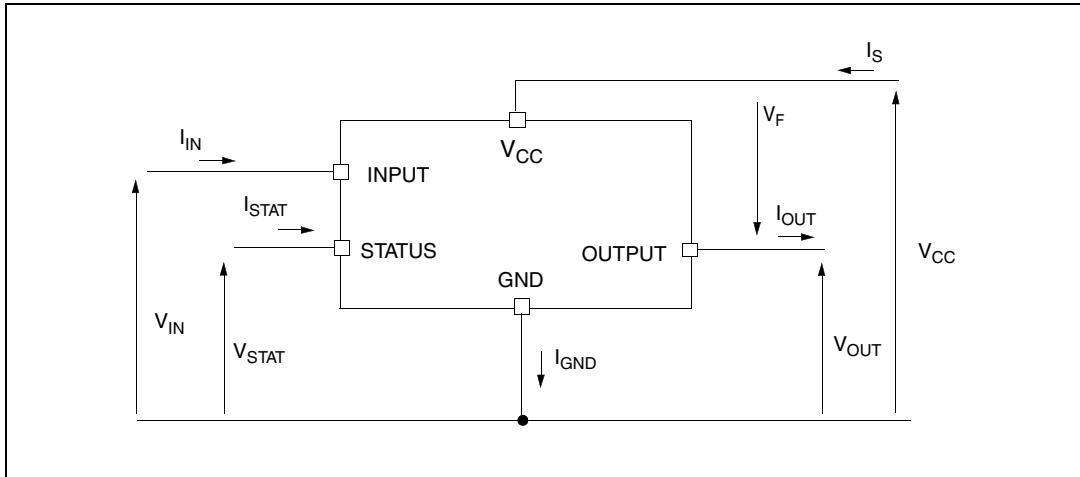 I_S
V_F
V_CC
I_IN
INPUT
I_STAT
STATUS
I_OUT
OUTPUT
V_CC
GND
V_IN
V_STAT
I_GND
V_OUT